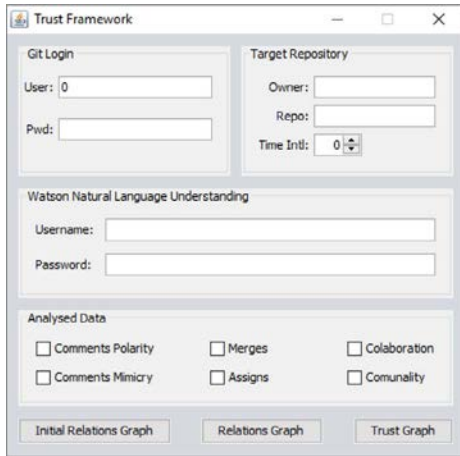 Trust Framework
Git Login
User: 0
Pwd:
Target Repository
Owner:
Repo:
Time Intl: 0
Watson Natural Language Understanding
Username:
Password:
Analysed Data
Comments Polarity Merges Colaboration
Comments Mimicry Assigns Comunality
Initial Relations Graph Relations Graph Trust Graph